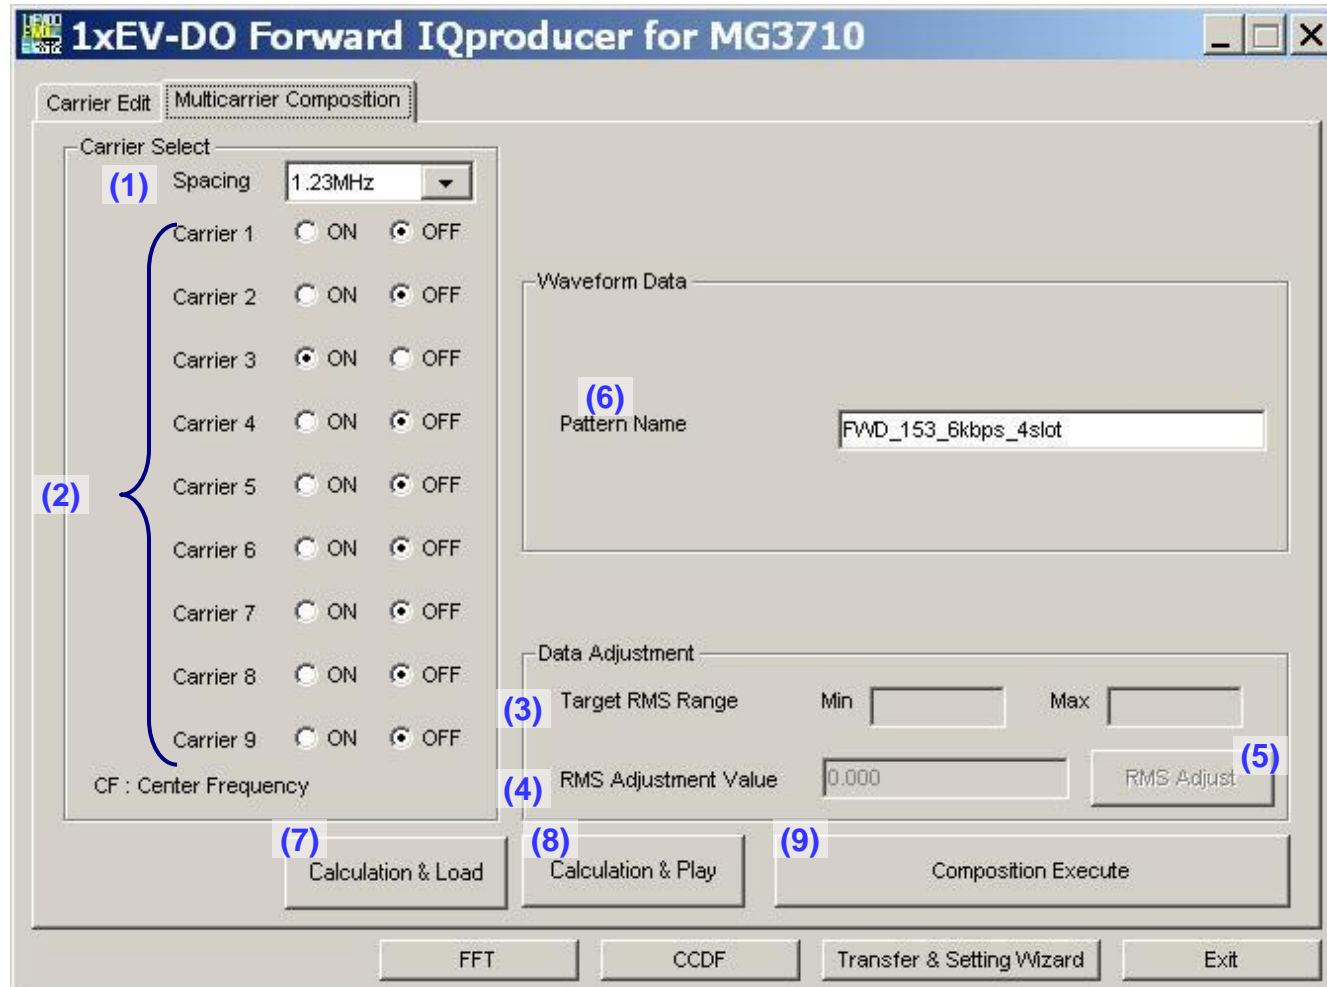 1xEV-DO Forward IQproducer for MG3710
Carrier Edit
Multicarrier Composition
Carrier Select
(1) Spacing 1.23MHz
(2)
Carrier 1 ON OFF
Carrier 2 ON OFF
Carrier 3 ON OFF
Carrier 4 ON OFF
Carrier 5 ON OFF
Carrier 6 ON OFF
Carrier 7 ON OFF
Carrier 8 ON OFF
Carrier 9 ON OFF
CF : Center Frequency
Waveform Data
(6)
Pattern Name FWD_153_6kbps_4slot
Data Adjustment
(3) Target RMS Range Min Max
(4) RMS Adjustment Value 0.000
(5) RMS Adjust
(7) Calculation & Load
(8) Calculation & Play
(9) Composition Execute
FFT
CCDF
Transfer & Setting Wizard
Exit